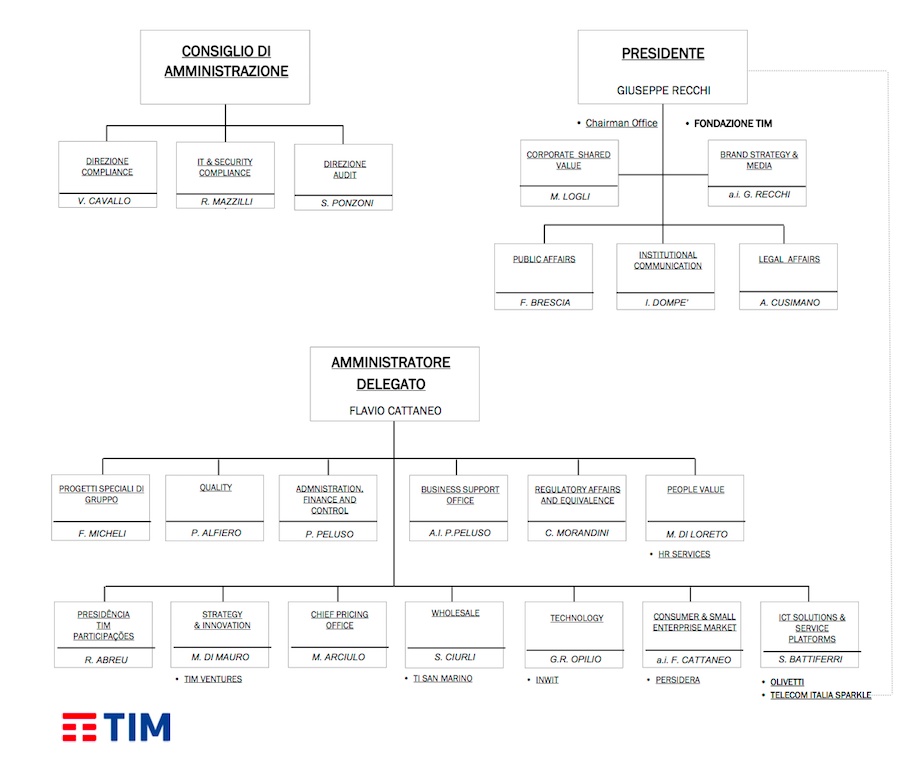 CONSIGLIO DI
AMMINISTRAZIONE
DIREZIONE
COMPLIANCE
V. CAVALLO
IT & SECURITY
COMPLIANCE
R. MAZZILLI
DIREZIONE
AUDIT
S. PONZONI
PRESIDENTE
GIUSEPPE RECCHI
• Chairman Office
• FONDAZIONE TIM
CORPORATE SHARED
VALUE
M. LOGLI
BRAND STRATEGY &
MEDIA
a.i. G. RECCHI
PUBLIC AFFAIRS
F. BRESCIA
INSTITUTIONAL
COMMUNICATION
I. DOMPE'
LEGAL AFFAIRS
A. CUSIMANO
AMMINISTRATORE
DELEGATO
FLAVIO CATTANEO
PROGETTI SPECIALI DI
GRUPPO
F. MICHELI
QUALITY
P. ALFIERO
ADMNISTRATION,
FINANCE AND
CONTROL
P. PELUSO
BUSINESS SUPPORT
OFFICE
A.I. P.PELUSO
REGULATORY AFFAIRS
AND EQUIVALENCE
C. MORANDINI
PEOPLE VALUE
M. DI LORETO
• HR SERVICES
PRESIDÊNCIA
TIM
PARTICIPAÇÕES
R. ABREU
STRATEGY
& INNOVATION
M. DI MAURO
• TIM VENTURES
CHIEF PRICING
OFFICE
M. ARCIULO
WHOLESALE
S. CIURLI
• TI SAN MARINO
TECHNOLOGY
G.R. OPILIO
• INWIT
CONSUMER & SMALL
ENTERPRISE MARKET
a.i. F. CATTANEO
• PERSIDERA
ICT SOLUTIONS &
SERVICE
PLATFORMS
S. BATTIFERRI
• OLIVETTI
• TELECOM ITALIA SPARKLE
TIM